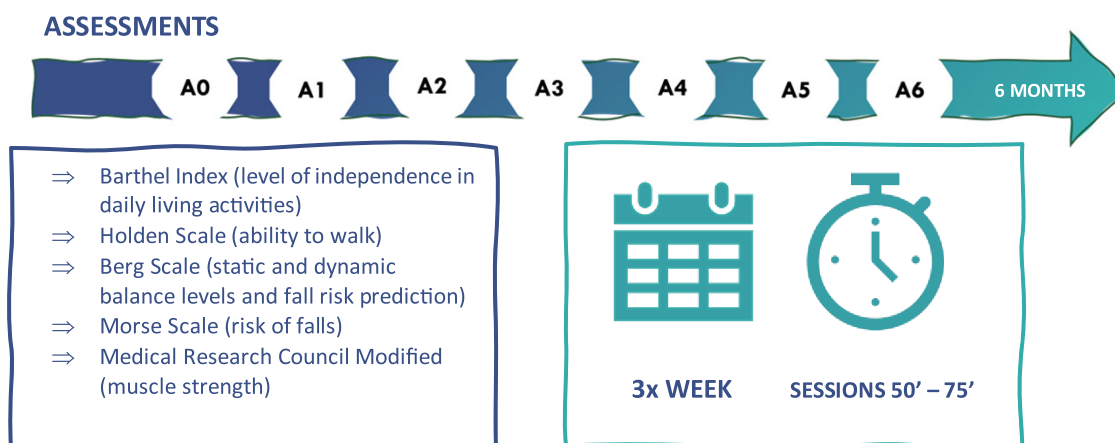 ASSESSMENTS
A0 A1 A2 A3 A4 A5 A6 6 MONTHS
⇒ Barthel Index (level of independence in
daily living activities)
⇒ Holden Scale (ability to walk)
⇒ Berg Scale (static and dynamic
balance levels and fall risk prediction)
⇒ Morse Scale (risk of falls)
⇒ Medical Research Council Modified
(muscle strength)
3x WEEK
SESSIONS 50’ – 75’